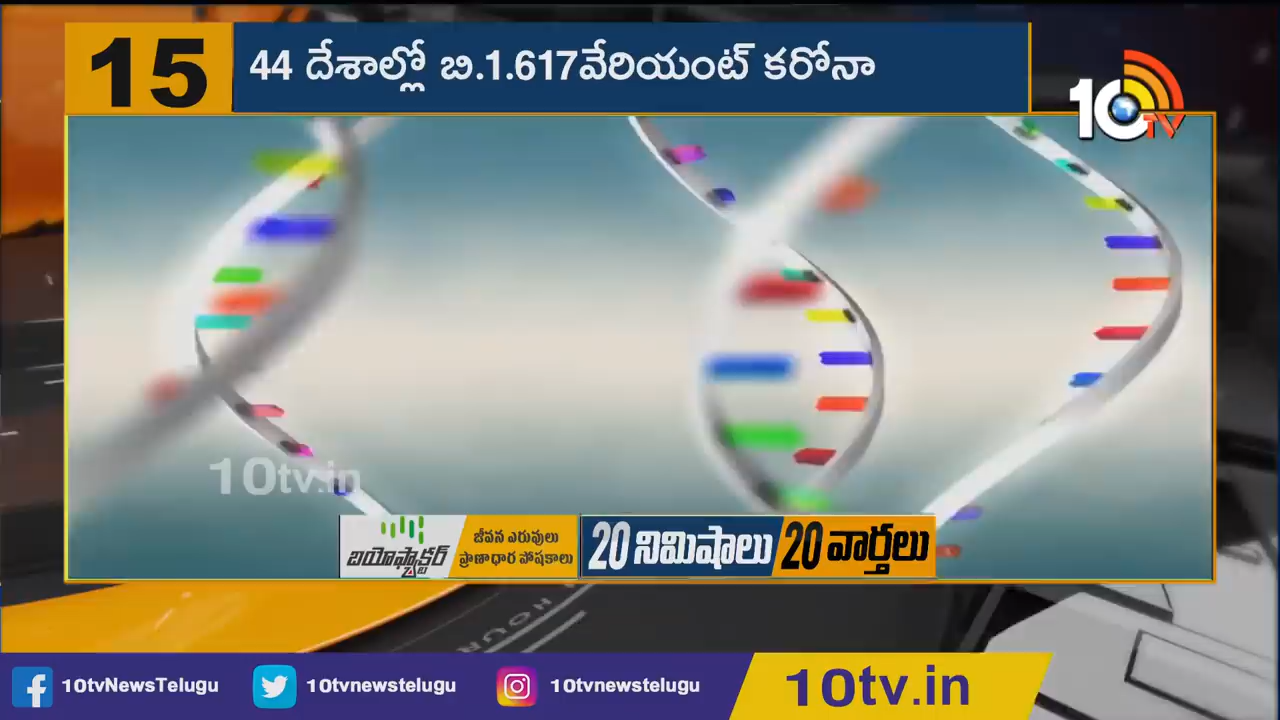 15
44 దేశాల్లో బి.1.617వేరియంట్ కరోనా
10TV
10tv.in
బయోఫ్యాక్టర్
జీవన ఎరువులు
ప్రాణాధార పోషకాలు
20 నిమిషాలు 20 వార్తలు
HOUR
10tvNewsTelugu
10tvnewstelugu
10tvnewstelugu
10tv.in